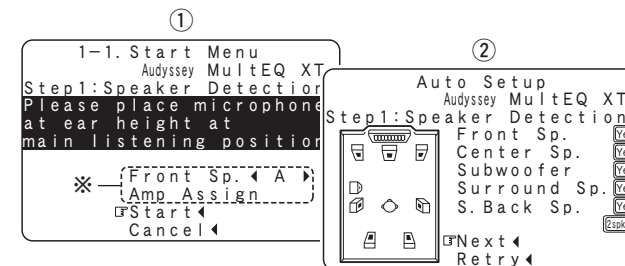 ①
1-1. Start Menu
Audyssey MultEQ XT
Step1:Speaker Detection
Please place microphone
at ear height at
main listening position
※ Front Sp. ◀ A ▶
Amp Assign
☞Start◀
Cancel◀
②
Auto Setup
Audyssey MultEQ XT
Step1:Speaker Detection
Front Sp.
Center Sp.
Subwoofer
Surround Sp.
S.Back Sp.
2spk
☞Next◀
Retry◀